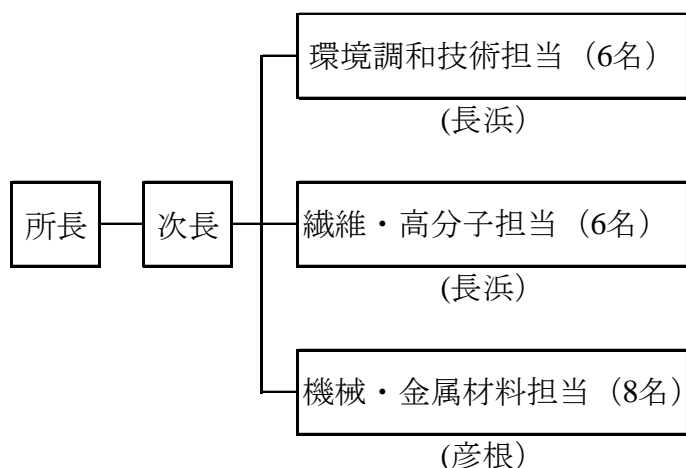 環境調和技術担当（6名）
(長浜）
所長
次長
繊維・高分子担当（6名）
(長浜）
機械・金属材料担当（8名）
(彦根）